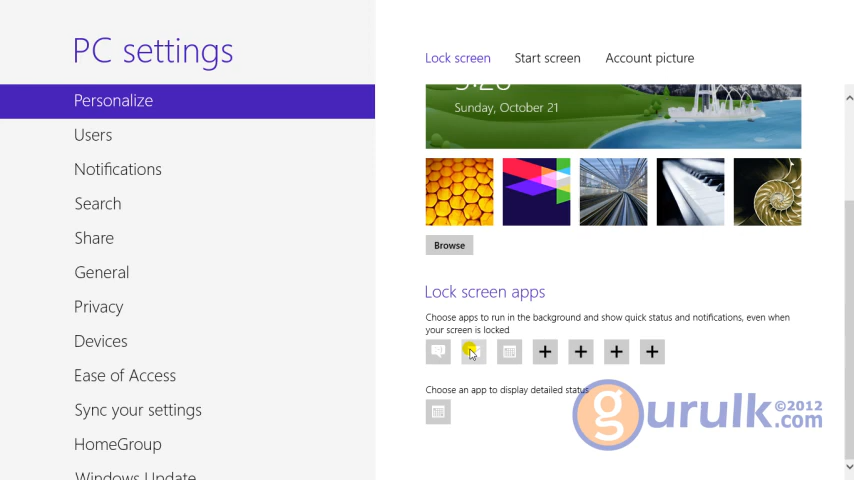 PC settings
Personalize
Users
Notifications
Search
Share
General
Privacy
Devices
Ease of Access
Sync your settings
HomeGroup
Windows Update
Lock screen
Start screen
Account picture
Sunday, October 21
Browse
Lock screen apps
Choose apps to run in the background and show quick status and notifications, even when
your screen is locked
Choose an app to display detailed status
gurulk ©2012
.com